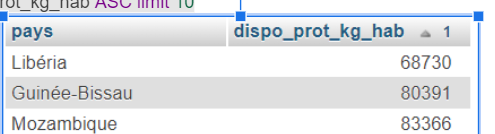 rot_kg_hab ASC limit 10
pays dispo_prot_kg_hab 1
Libéria 68730
Guinée-Bissau 80391
Mozambique 83366